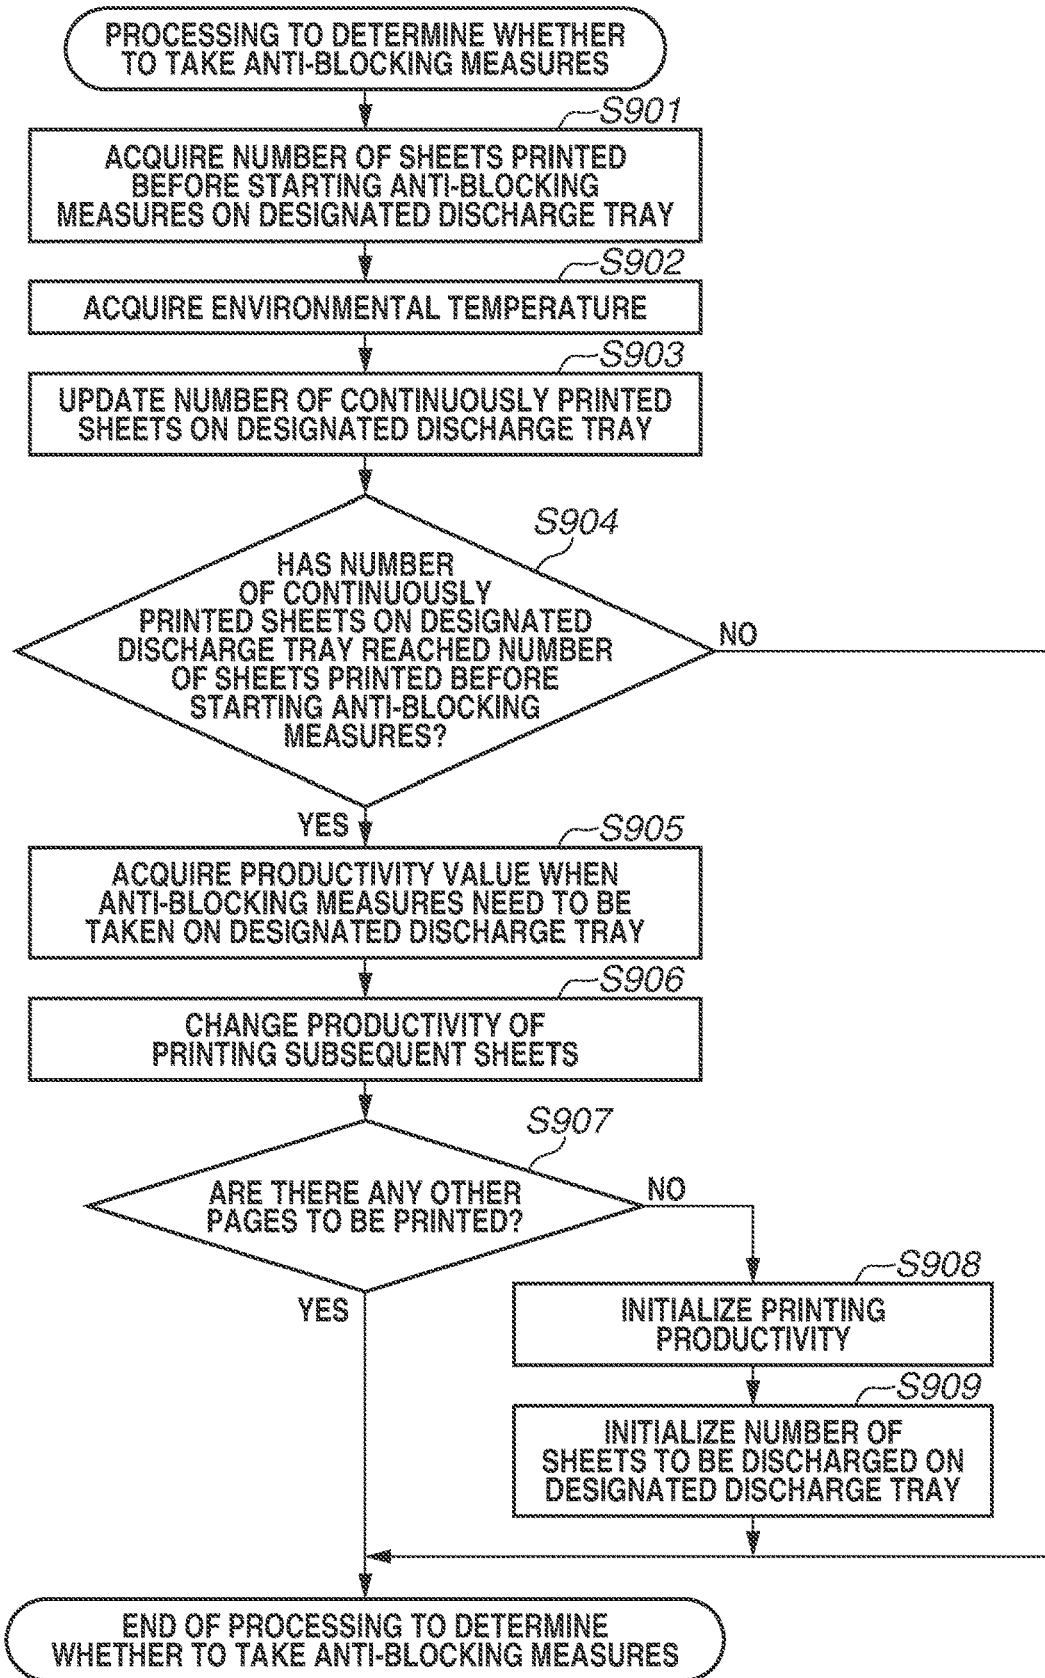 PROCESSING TO DETERMINE WHETHER
TO TAKE ANTI-BLOCKING MEASURES
S901
ACQUIRE NUMBER OF SHEETS PRINTED
BEFORE STARTING ANTI-BLOCKING
MEASURES ON DESIGNATED DISCHARGE TRAY
S902
ACQUIRE ENVIRONMENTAL TEMPERATURE
S903
UPDATE NUMBER OF CONTINUOUSLY PRINTED
SHEETS ON DESIGNATED DISCHARGE TRAY
S904
HAS NUMBER
OF CONTINUOUSLY
PRINTED SHEETS ON DESIGNATED
DISCHARGE TRAY REACHED NUMBER
OF SHEETS PRINTED BEFORE
STARTING ANTI-BLOCKING
MEASURES?
NO
YES
S905
ACQUIRE PRODUCTIVITY VALUE WHEN
ANTI-BLOCKING MEASURES NEED TO BE
TAKEN ON DESIGNATED DISCHARGE TRAY
S906
CHANGE PRODUCTIVITY OF
PRINTING SUBSEQUENT SHEETS
S907
ARE THERE ANY OTHER
PAGES TO BE PRINTED?
NO
YES
S908
INITIALIZE PRINTING
PRODUCTIVITY
S909
INITIALIZE NUMBER OF
SHEETS TO BE DISCHARGED ON
DESIGNATED DISCHARGE TRAY
END OF PROCESSING TO DETERMINE
WHETHER TO TAKE ANTI-BLOCKING MEASURES